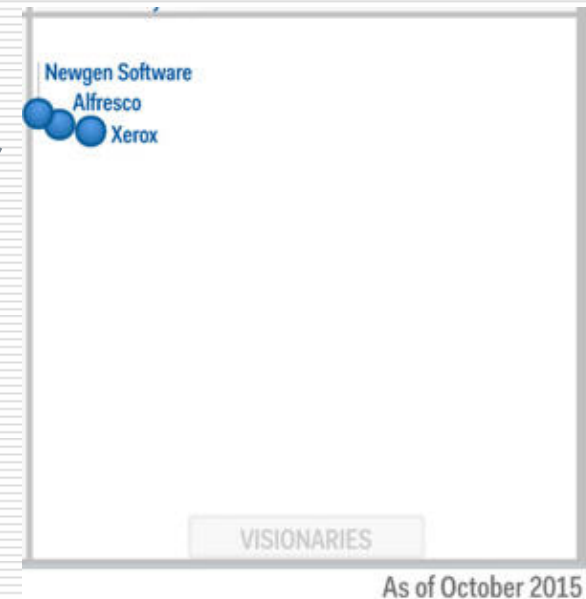 Newgen Software
Alfresco
Xerox
VISIONARIES
As of October 2015